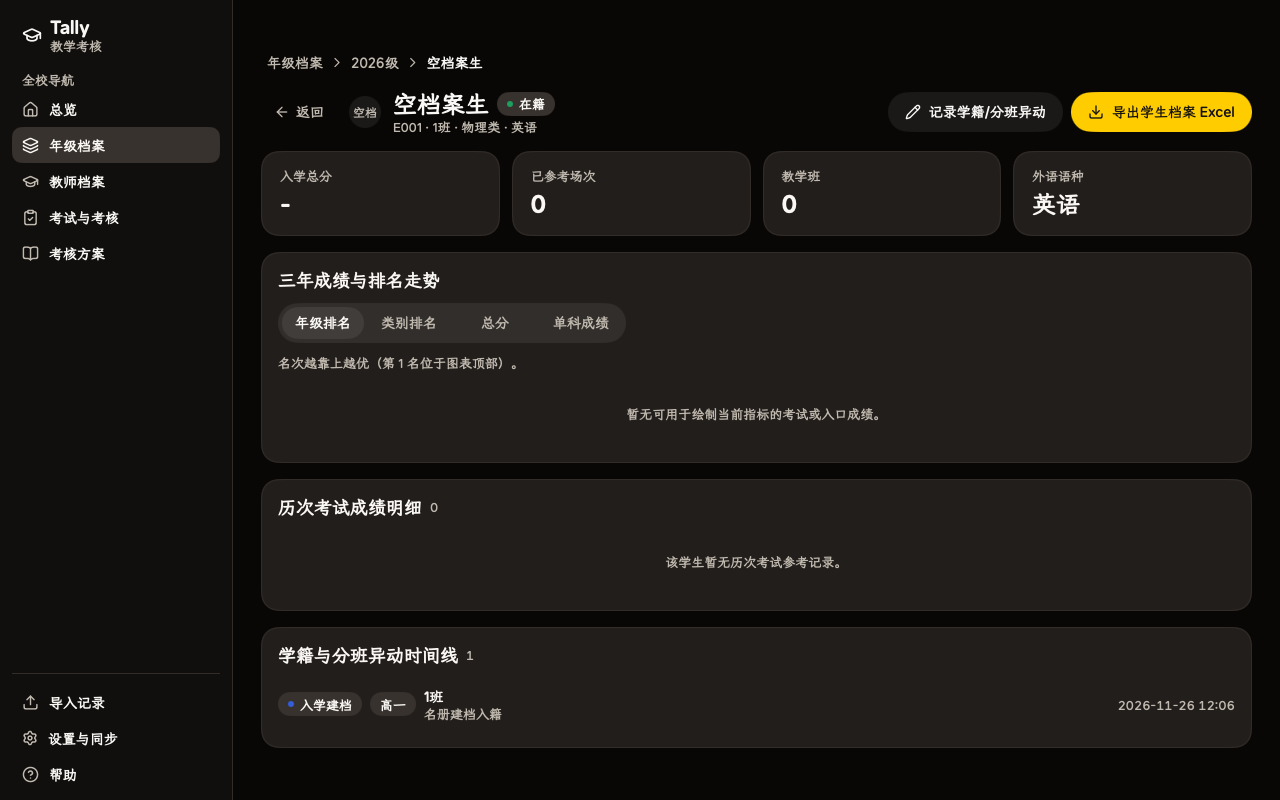 Tally
教学考核
全校导航
总览
年级档案
教师档案
考试与考核
考核方案
导入记录
设置与同步
帮助
年级档案 > 2026级 > 空档案生
返回
空档
空档案生
在籍
E001 · 1班 · 物理类 · 英语
记录学籍/分班异动
导出学生档案 Excel
入学总分
-
已参考场次
0
教学班
0
外语语种
英语
三年成绩与排名走势
年级排名 类别排名 总分 单科成绩
名次越靠上越优（第 1 名位于图表顶部）。
暂无可用于绘制当前指标的考试或入口成绩。
历次考试成绩明细 0
该学生暂无历次考试参考记录。
学籍与分班异动时间线 1
入学建档 高一
1班
名册建档入籍
2026-11-26 12:06